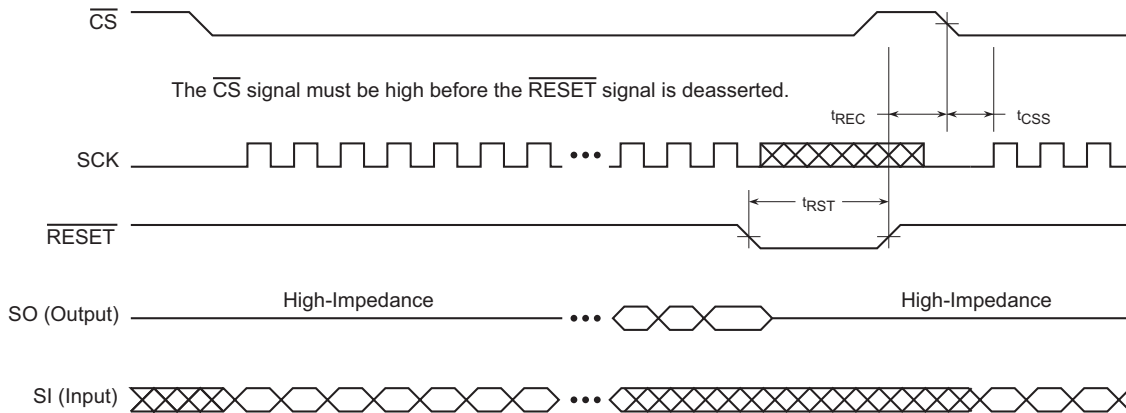 CS
The CS signal must be high before the RESET signal is deasserted.
tREC
tCSS
SCK
tRST
RESET
High-Impedance
High-Impedance
SO (Output)
SI (Input)